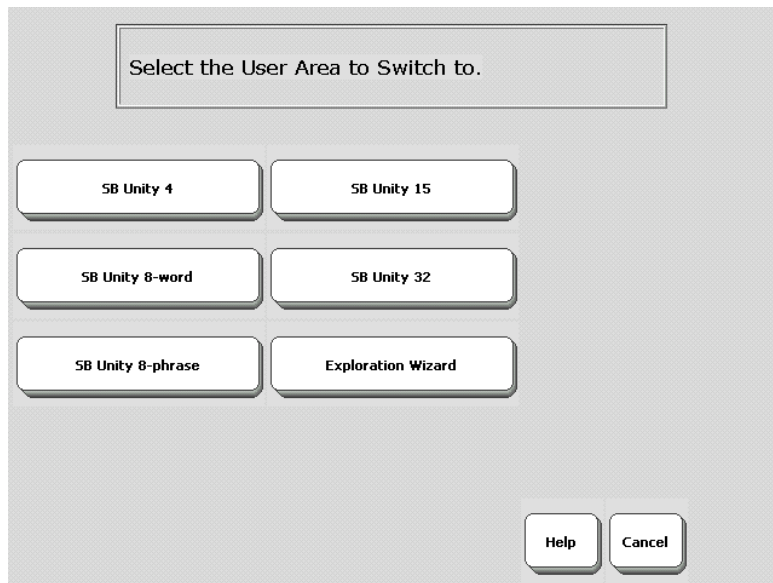 Select the User Area to Switch to.
SB Unity 4
SB Unity 15
SB Unity 8-word
SB Unity 32
SB Unity 8-phrase
Exploration Wizard
Help
Cancel